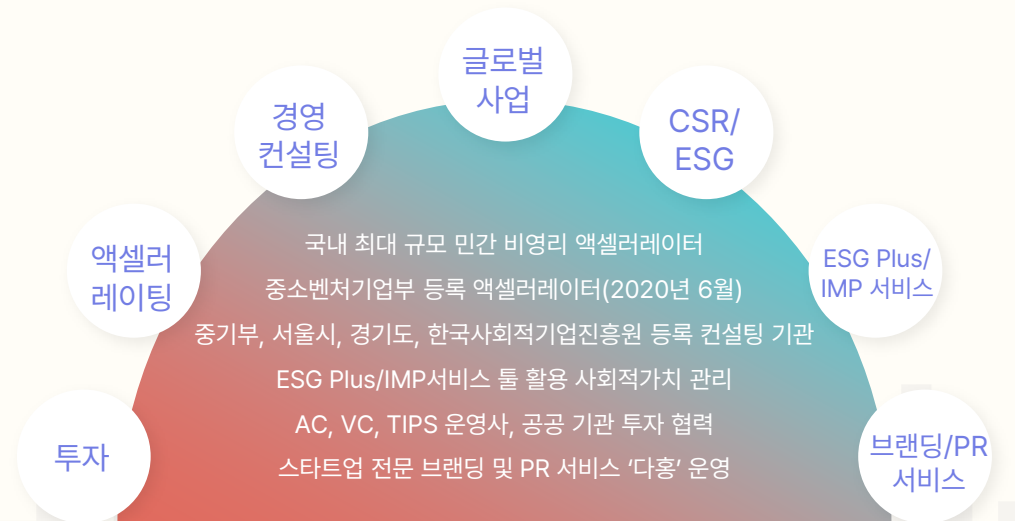 글로벌
사업
경영
컨설팅
CSR/
ESG
액셀러
레이팅
ESG Plus/
IMP 서비스
투자
브랜딩/PR
서비스
국내 최대 규모 민간 비영리 액셀러레이터
중소벤처기업부 등록 액셀러레이터(2020년 6월)
중기부, 서울시, 경기도, 한국사회적기업진흥원 등록 컨설팅 기관
ESG Plus/IMP서비스 툴 활용 사회적가치 관리
AC, VC, TIPS 운영사, 공공 기관 투자 협력
스타트업 전문 브랜딩 및 PR 서비스 ‘다홍’ 운영